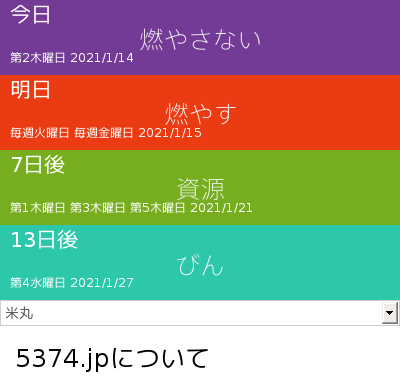 今日
燃やさない
第2木曜日 2021/1/14
明日
燃やす
毎週火曜日 毎週金曜日 2021/1/15
7日後
資源
第1木曜日 第3木曜日 第5木曜日 2021/1/21
13日後
びん
第4水曜日 2021/1/27
米丸
5374.jpについて